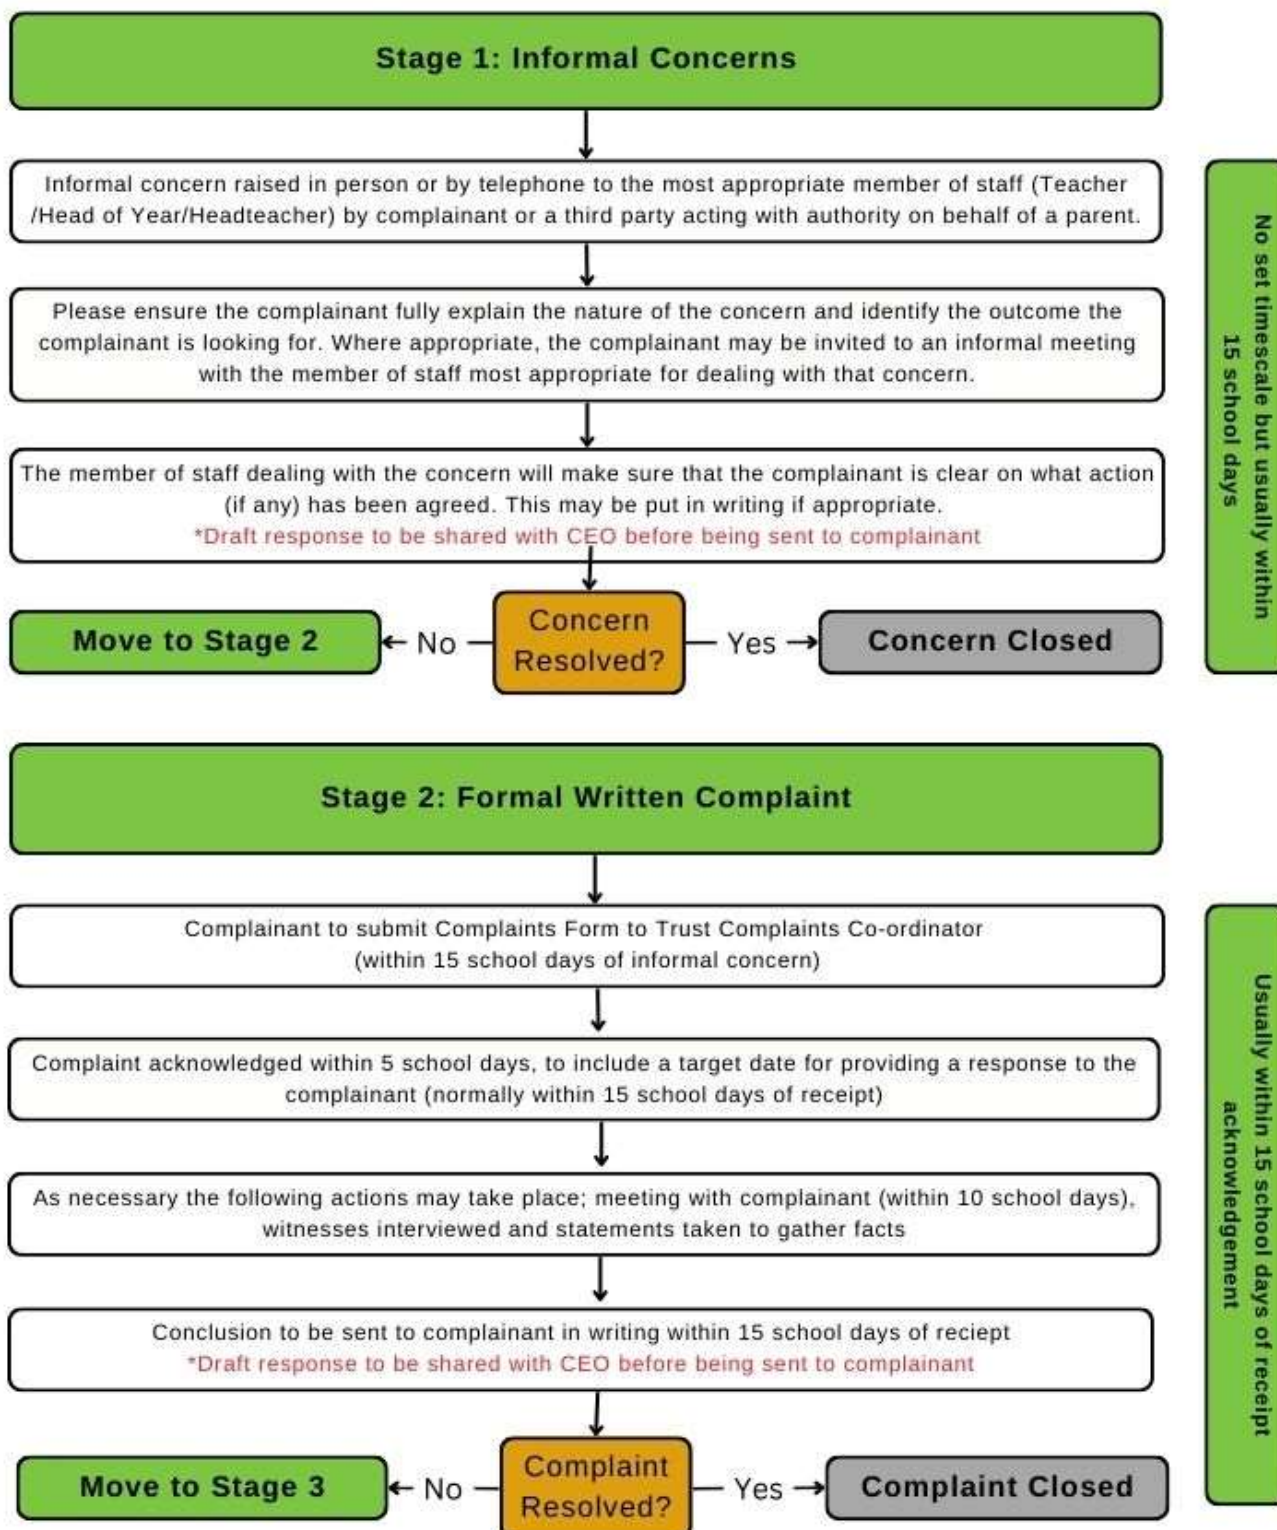 Stage 1: Informal Concerns
Informal concern raised in person or by telephone to the most appropriate member of staff (Teacher
/Head of Year/Headteacher) by complainant or a third party acting with authority on behalf of a parent.
Please ensure the complainant fully explain the nature of the concern and identify the outcome the
complainant is looking for. Where appropriate, the complainant may be invited to an informal meeting
with the member of staff most appropriate for dealing with that concern.
The member of staff dealing with the concern will make sure that the complainant is clear on what action
(if any) has been agreed. This may be put in writing if appropriate.
*Draft response to be shared with CEO before being sent to complainant
No set timescale but usually within
15 school days
Concern
Resolved?
No
Move to Stage 2
Yes
Concern Closed
Stage 2: Formal Written Complaint
Complainant to submit Complaints Form to Trust Complaints Co-ordinator
(within 15 school days of informal concern)
Complaint acknowledged within 5 school days, to include a target date for providing a response to the
complainant (normally within 15 school days of receipt)
As necessary the following actions may take place; meeting with complainant (within 10 school days),
witnesses interviewed and statements taken to gather facts
Conclusion to be sent to complainant in writing within 15 school days of reciept
*Draft response to be shared with CEO before being sent to complainant
Usually within 15 school days of receipt
acknowledgement
Complaint
Resolved?
No
Move to Stage 3
Yes
Complaint Closed